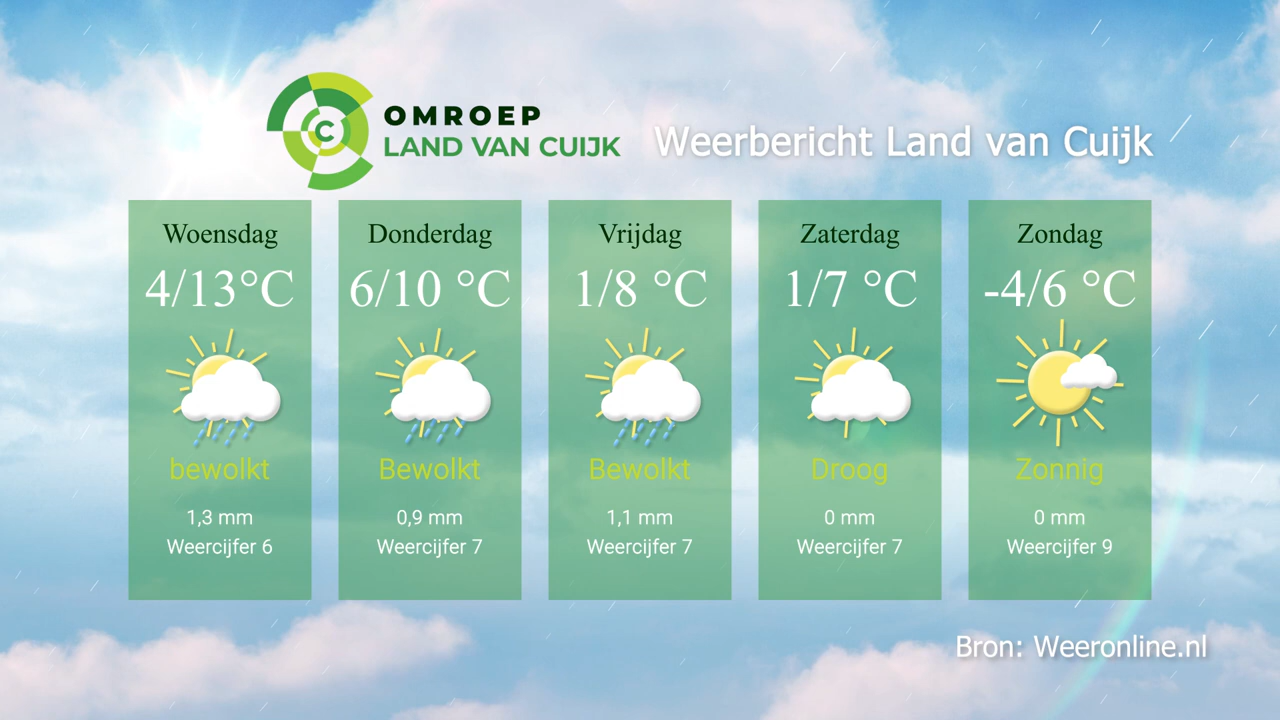 OMROEP
LAND VAN CUIJK
C
Weerbericht Land van Cuijk
Woensdag
4/13°C
bewolkt
1,3 mm
Weercijfer 6
Donderdag
6/10 °C
Bewolkt
0,9 mm
Weercijfer 7
Vrijdag
1/8 °C
Bewolkt
1,1 mm
Weercijfer 7
Zaterdag
1/7 °C
Droog
0 mm
Weercijfer 7
Zondag
-4/6 °C
Zonnig
0 mm
Weercijfer 9
Bron: Weeronline.nl